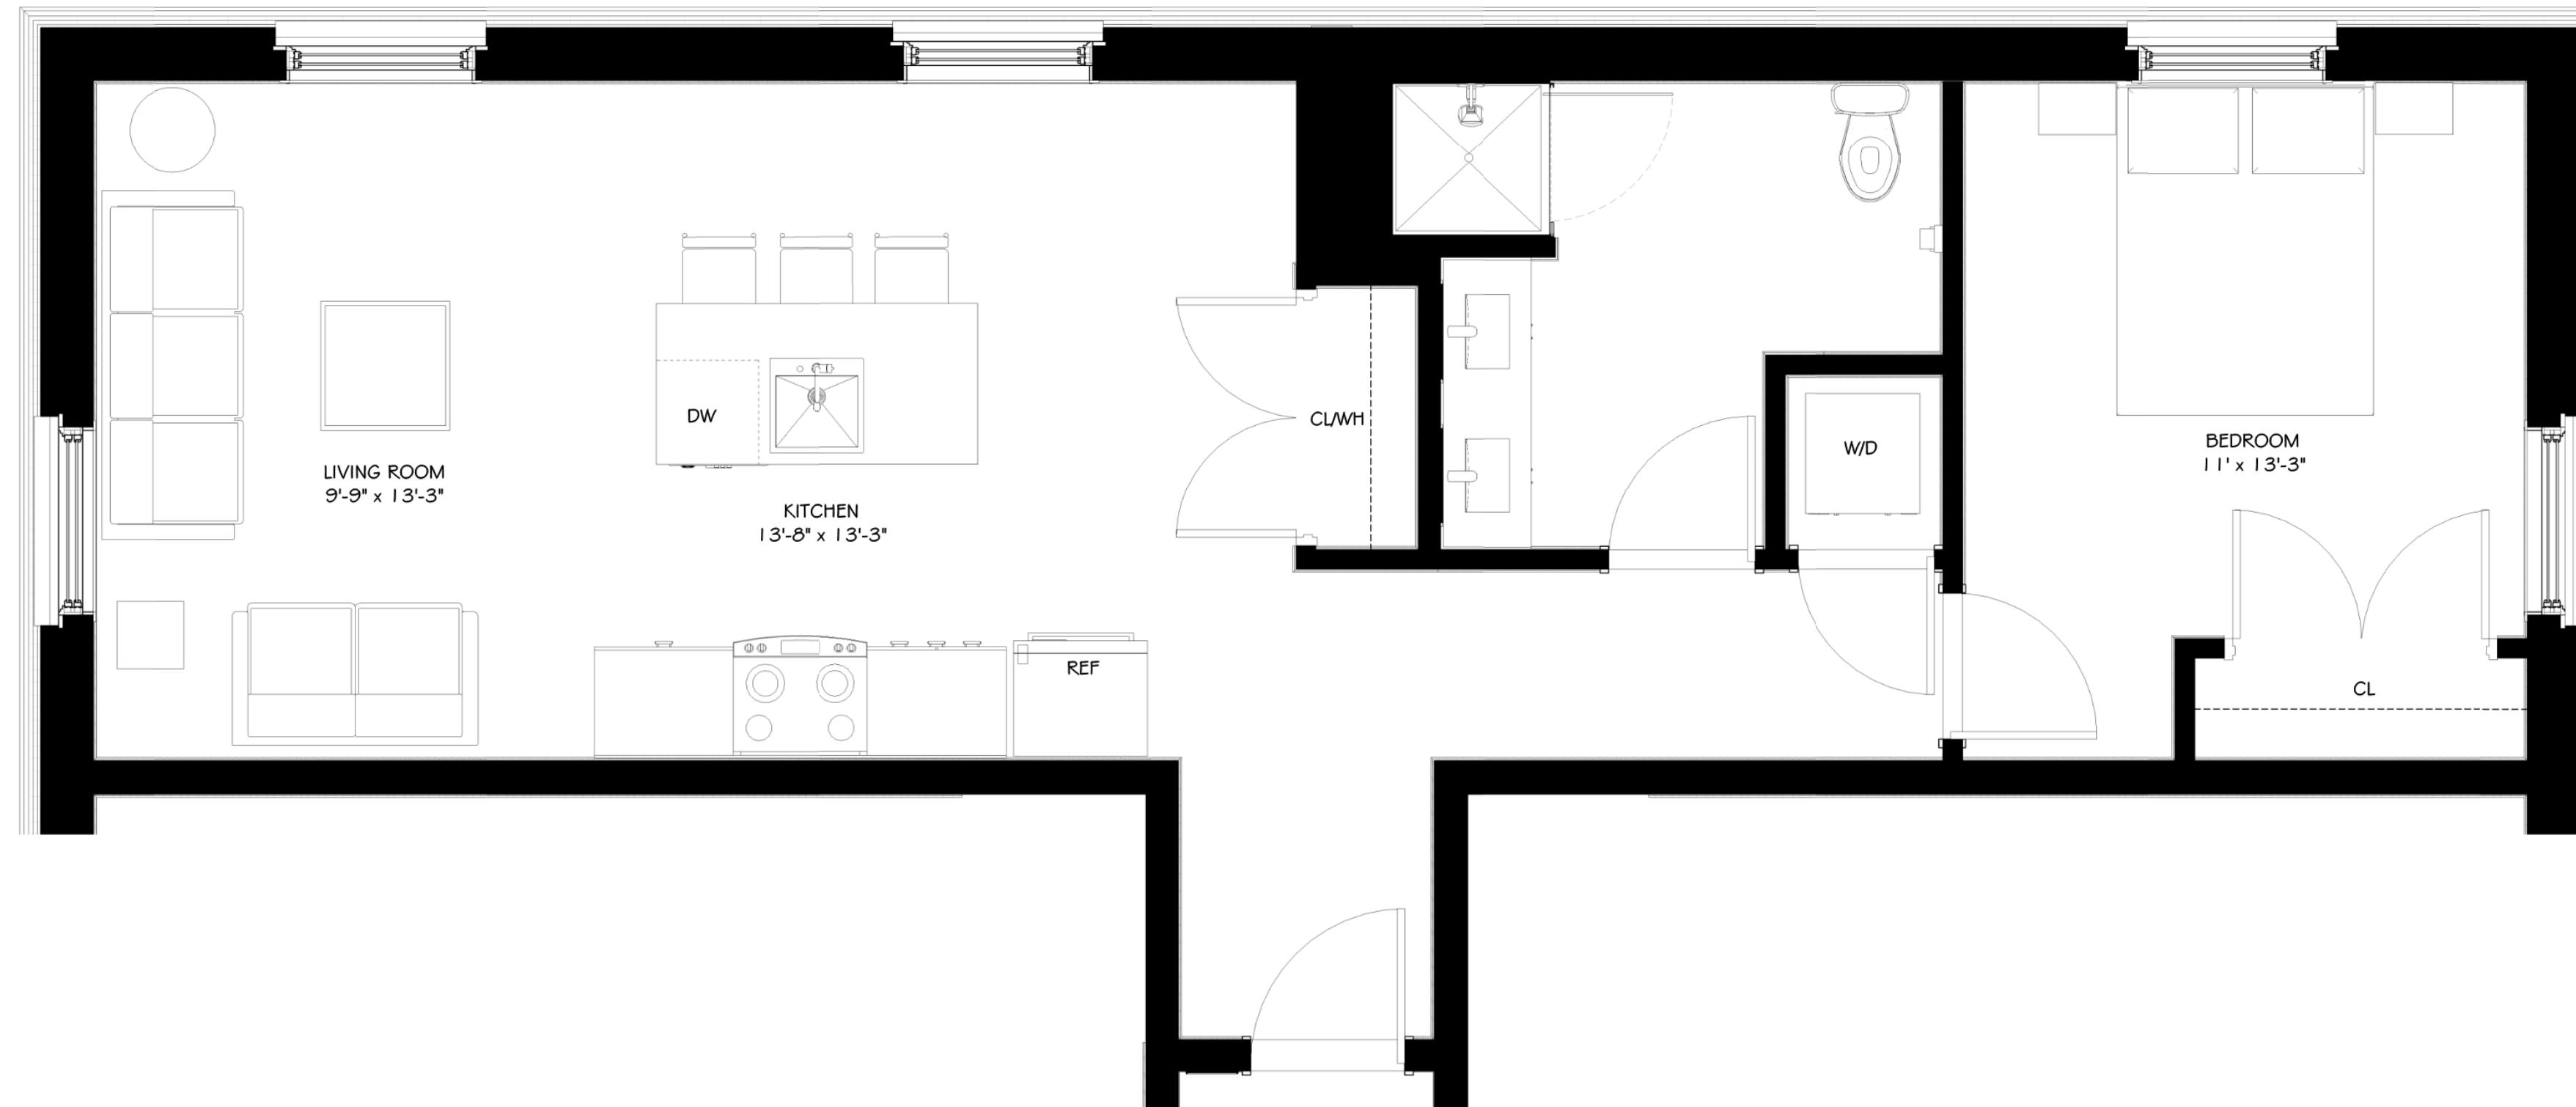 CL/WH
DW
W/D
BEDROOM
11' x 13'-3"
LIVING ROOM
9'-9" x 13'-3"
KITCHEN
13'-8" x 13'-3"
REF
CL